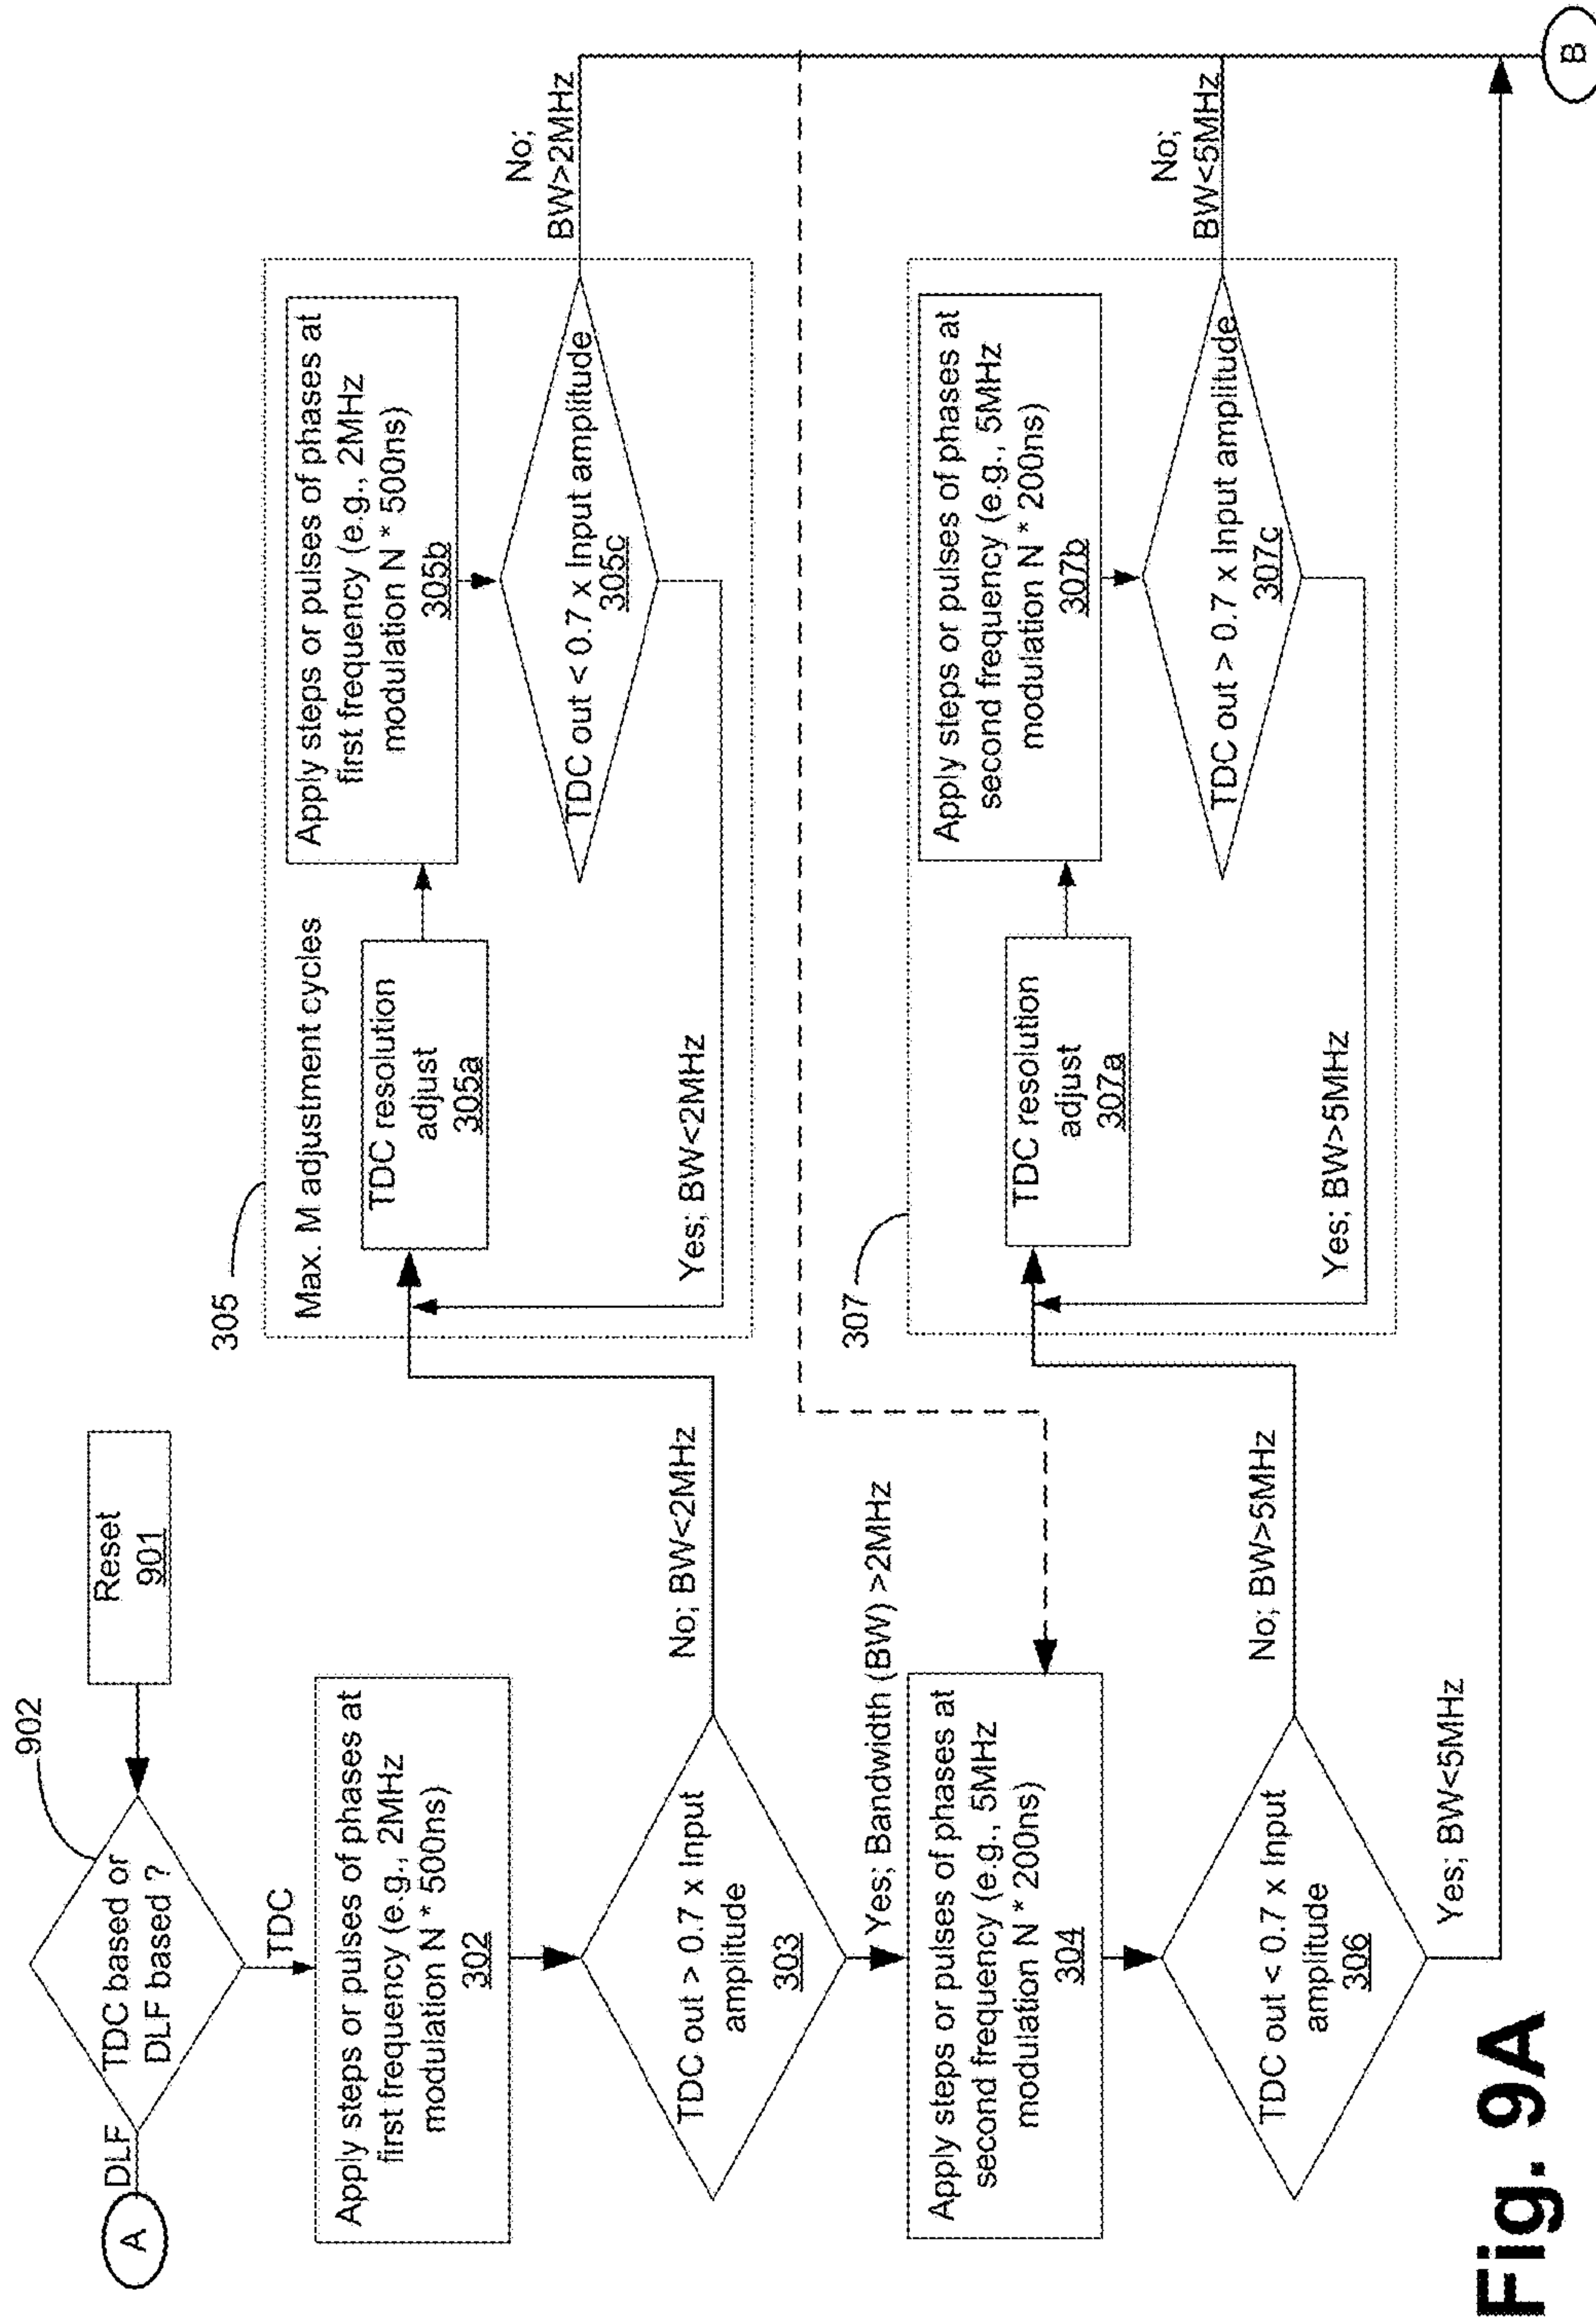 Reset
901
902
TDC based or
DLF based ?
DLF
A
TDC
Apply steps or pulses of phases at
first frequency (e.g., 2MHz
modulation N * 500ns)
302
TDC out > 0.7 x Input
amplitude
303
No; BW<2MHz
305
Max. M adjustment cycles
TDC resolution
adjust
305a
Apply steps or pulses of phases at
first frequency (e.g., 2MHz
modulation N * 500ns)
305b
TDC out < 0.7 x Input amplitude
305c
Yes; BW<2MHz
No;
BW>2MHz
Yes; Bandwidth (BW) >2MHz
Apply steps or pulses of phases at
second frequency (e.g., 5MHz
modulation N * 200ns)
304
TDC out < 0.7 x Input
amplitude
306
No; BW>5MHz
307
TDC resolution
adjust
307a
Apply steps or pulses of phases at
second frequency (e.g., 5MHz
modulation N * 200ns)
307b
TDC out > 0.7 x Input amplitude
307c
Yes; BW>5MHz
No;
BW<5MHz
Yes; BW<5MHz
B
Fig. 9A